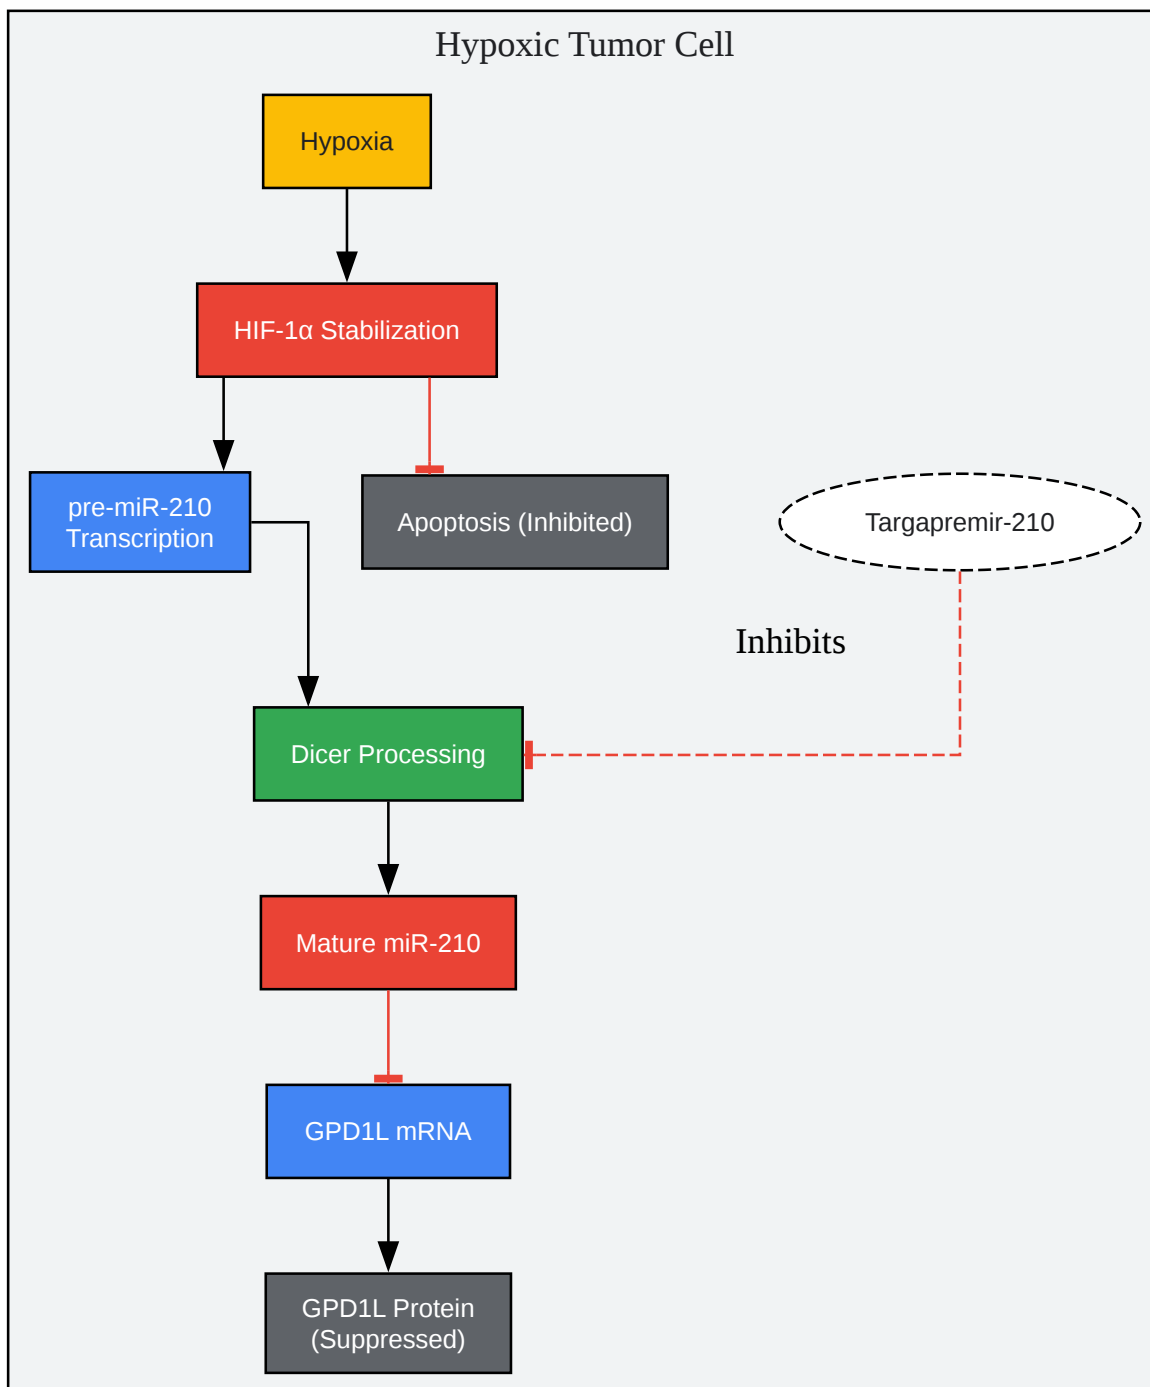 Hypoxic Tumor Cell
Hypoxia
HIF-1α Stabilization
pre-miR-210
Transcription
Apoptosis (Inhibited)
Targapremir-210
Inhibits
Dicer Processing
Mature miR-210
GPD1L mRNA
GPD1L Protein
(Suppressed)